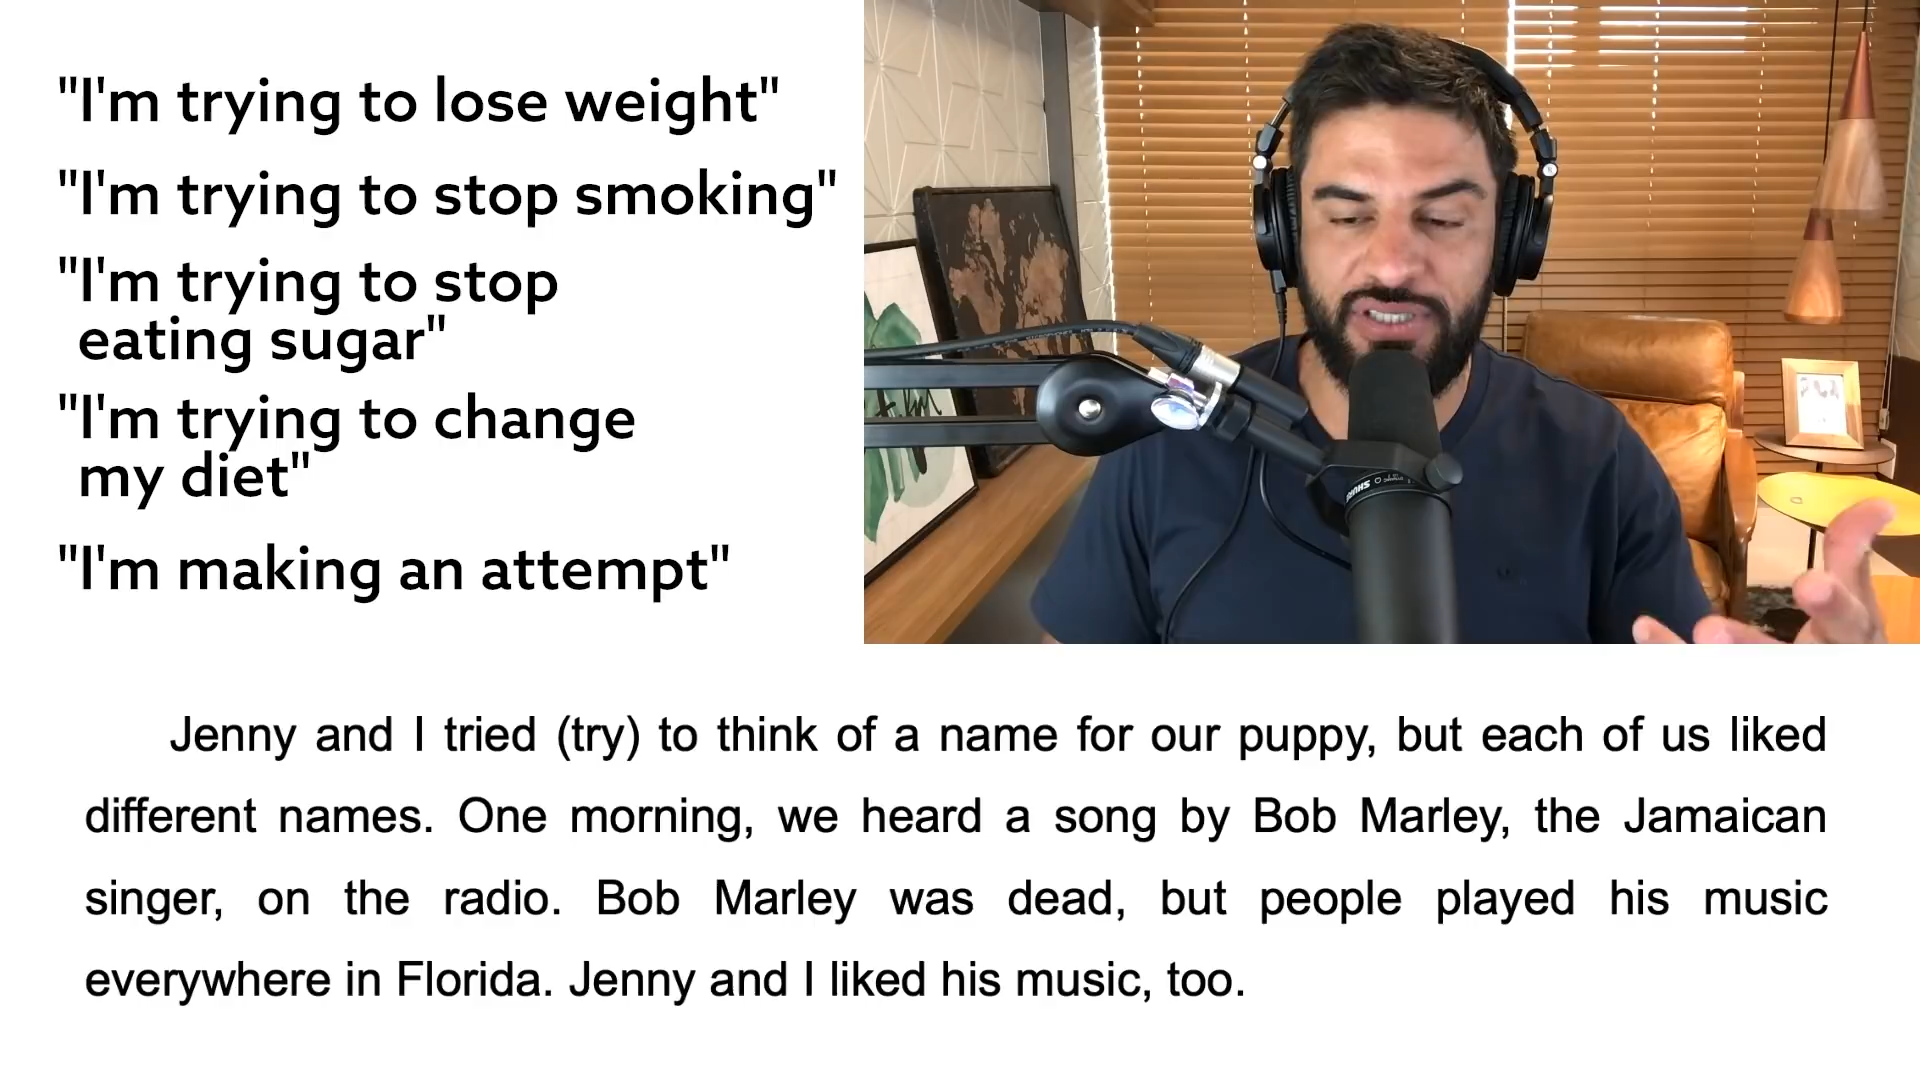 "I'm trying to lose weight"
"I'm trying to stop smoking"
"I'm trying to stop
eating sugar"
"I'm trying to change
my diet"
"I'm making an attempt"
SHURE
Jenny and I tried (try) to think of a name for our puppy, but each of us liked
different names. One morning, we heard a song by Bob Marley, the Jamaican
singer, on the radio. Bob Marley was dead, but people played his music
everywhere in Florida. Jenny and I liked his music, too.